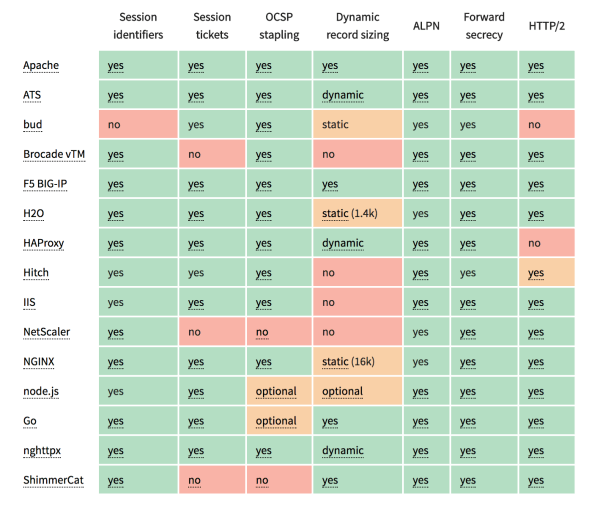 Session identifiers Session tickets OCSP stapling Dynamic record sizing ALPN Forward secrecy HTTP/2
Apache yes yes yes yes yes yes yes
ATS yes yes yes dynamic yes yes yes
bud no yes yes static yes yes no
Brocade vTM yes no yes no yes yes yes
F5 BIG-IP yes yes yes yes yes yes yes
H2O yes yes yes static (1.4k) yes yes yes
HAProxy yes yes yes dynamic yes yes no
Hitch yes yes yes no yes yes yes
IIS yes yes yes no yes yes yes
NetScaler yes no no no yes yes yes
NGINX yes yes yes static (16k) yes yes yes
node.js yes yes optional optional yes yes yes
Go yes yes optional yes yes yes yes
nghttpx yes yes yes dynamic yes yes yes
ShimmerCat yes no no yes yes yes yes